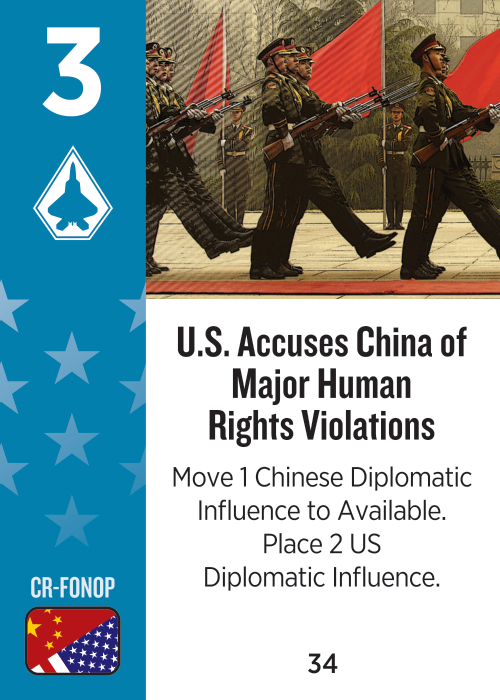 3
U.S. Accuses China of
Major Human
Rights Violations
Move 1 Chinese Diplomatic
Influence to Available.
Place 2 US
Diplomatic Influence.
CR-FONOP
34